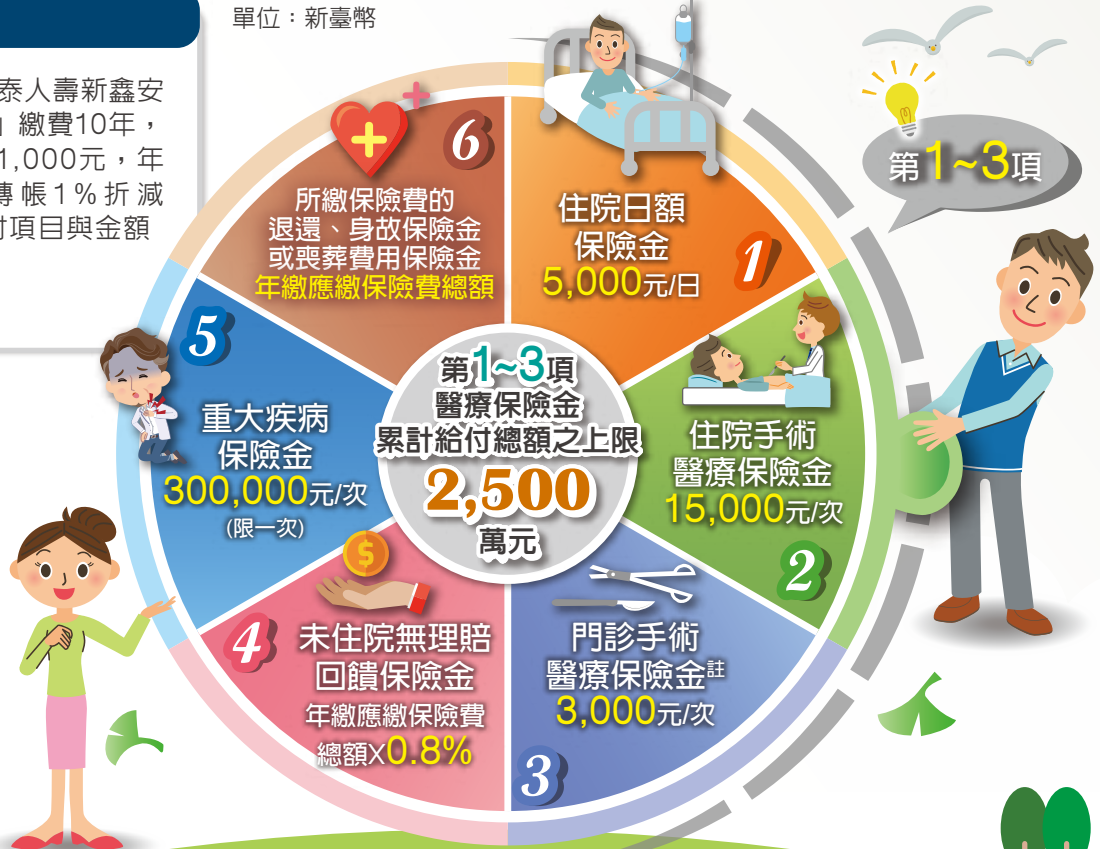 單位：新臺幣
泰人壽新鑫安
」繳費10年，
1,000元，年
轉帳1%折減
付項目與金額
第1~3項
1
住院日額
保險金
5,000元/日
2
住院手術
醫療保險金
15,000元/次
3
門診手術
醫療保險金註
3,000元/次
4
未住院無理賠
回饋保險金
年繳應繳保險費
總額X0.8%
5
重大疾病
保險金
300,000元/次
(限一次)
6
所繳保險費的
退還、身故保險金
或喪葬費用保險金
年繳應繳保險費總額
第1~3項
醫療保險金
累計給付總額之上限
2,500
萬元
$